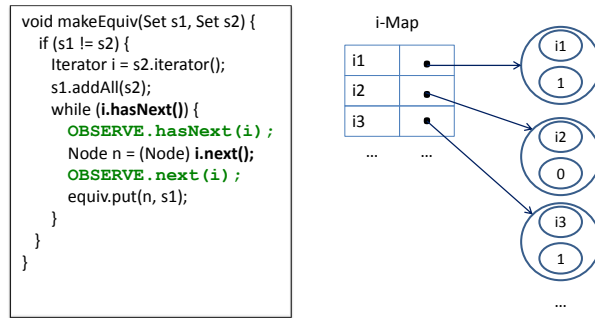 void makeEquiv(Set s1, Set s2) {
if (s1 != s2) {
Iterator i = s2.iterator();
s1.addAll(s2);
while (i.hasNext()) {
OBSERVE.hasNext(i);
Node n = (Node) i.next();
OBSERVE.next(i);
equiv.put(n, s1);
}
}
}
i-Map
i1
i2
i3
... ...
i1
1
i2
0
i3
1
...